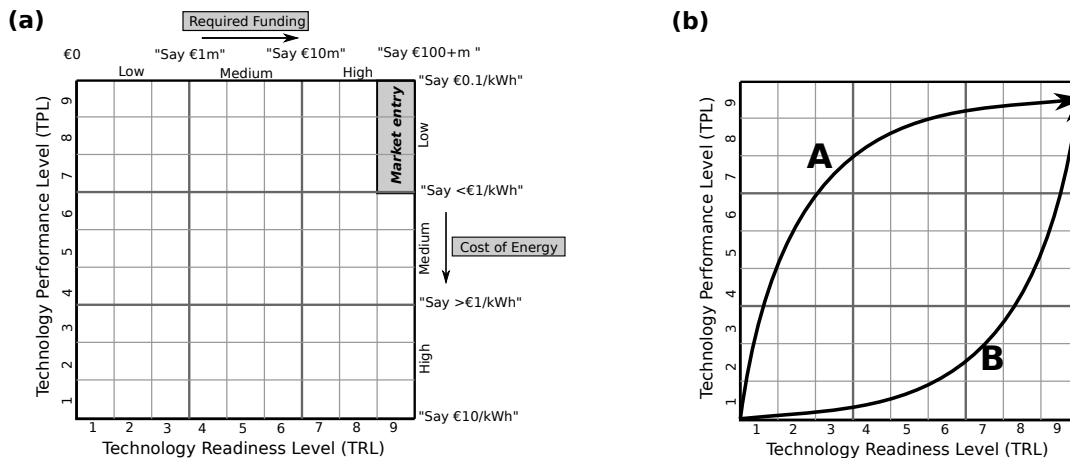 (a)
Required Funding
€0
"Say €1m"
"Say €10m"
"Say €100+m "
Low
Medium
High
"Say €0.1/kWh"
Technology Performance Level (TPL)
9
8
7
6
5
4
3
2
1
Market entry
Low
"Say <€1/kWh"
Medium
Cost of Energy
"Say >€1/kWh"
High
"Say €10/kWh"
1 2 3 4 5 6 7 8 9
Technology Readiness Level (TRL)
(b)
Technology Performance Level (TPL)
9
8
7
6
5
4
3
2
1
A
B
1 2 3 4 5 6 7 8 9
Technology Readiness Level (TRL)